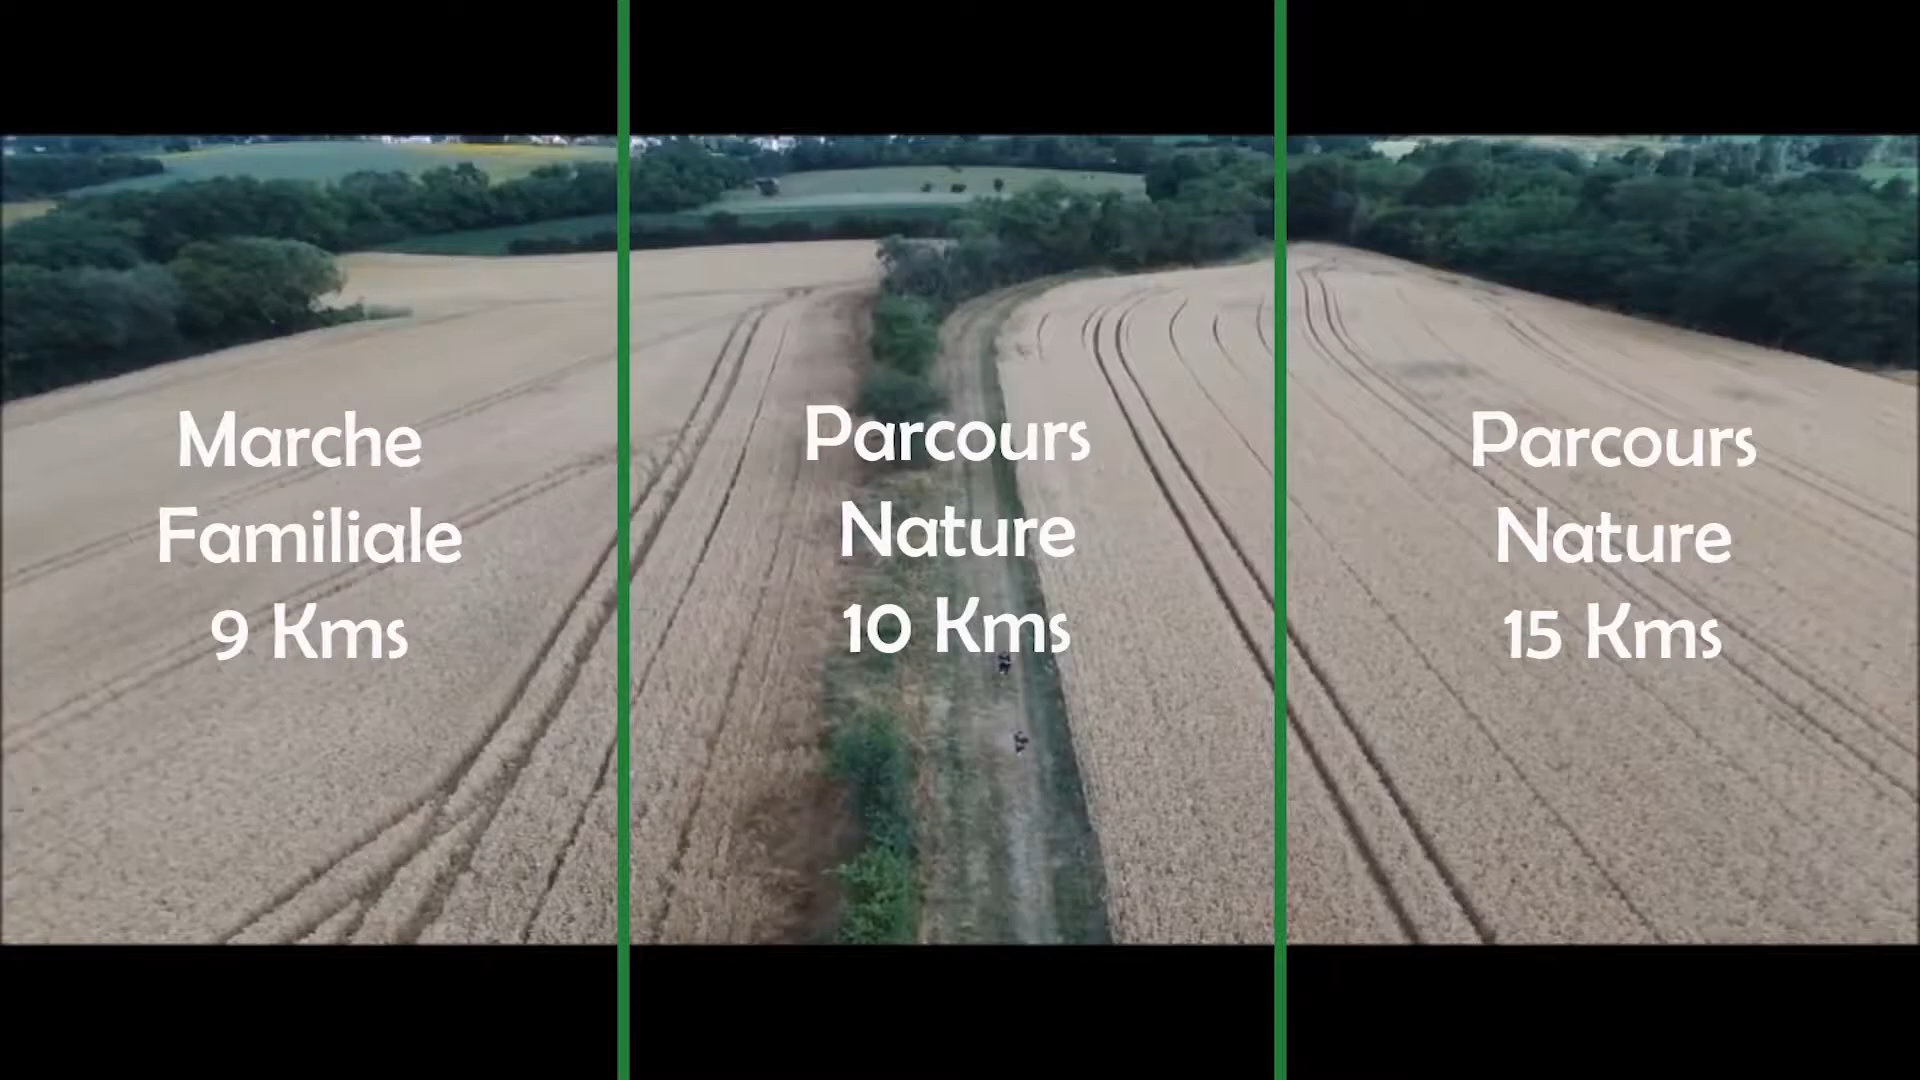 Marche
Familiale
9 Kms
Parcours
Nature
10 Kms
Parcours
Nature
15 Kms